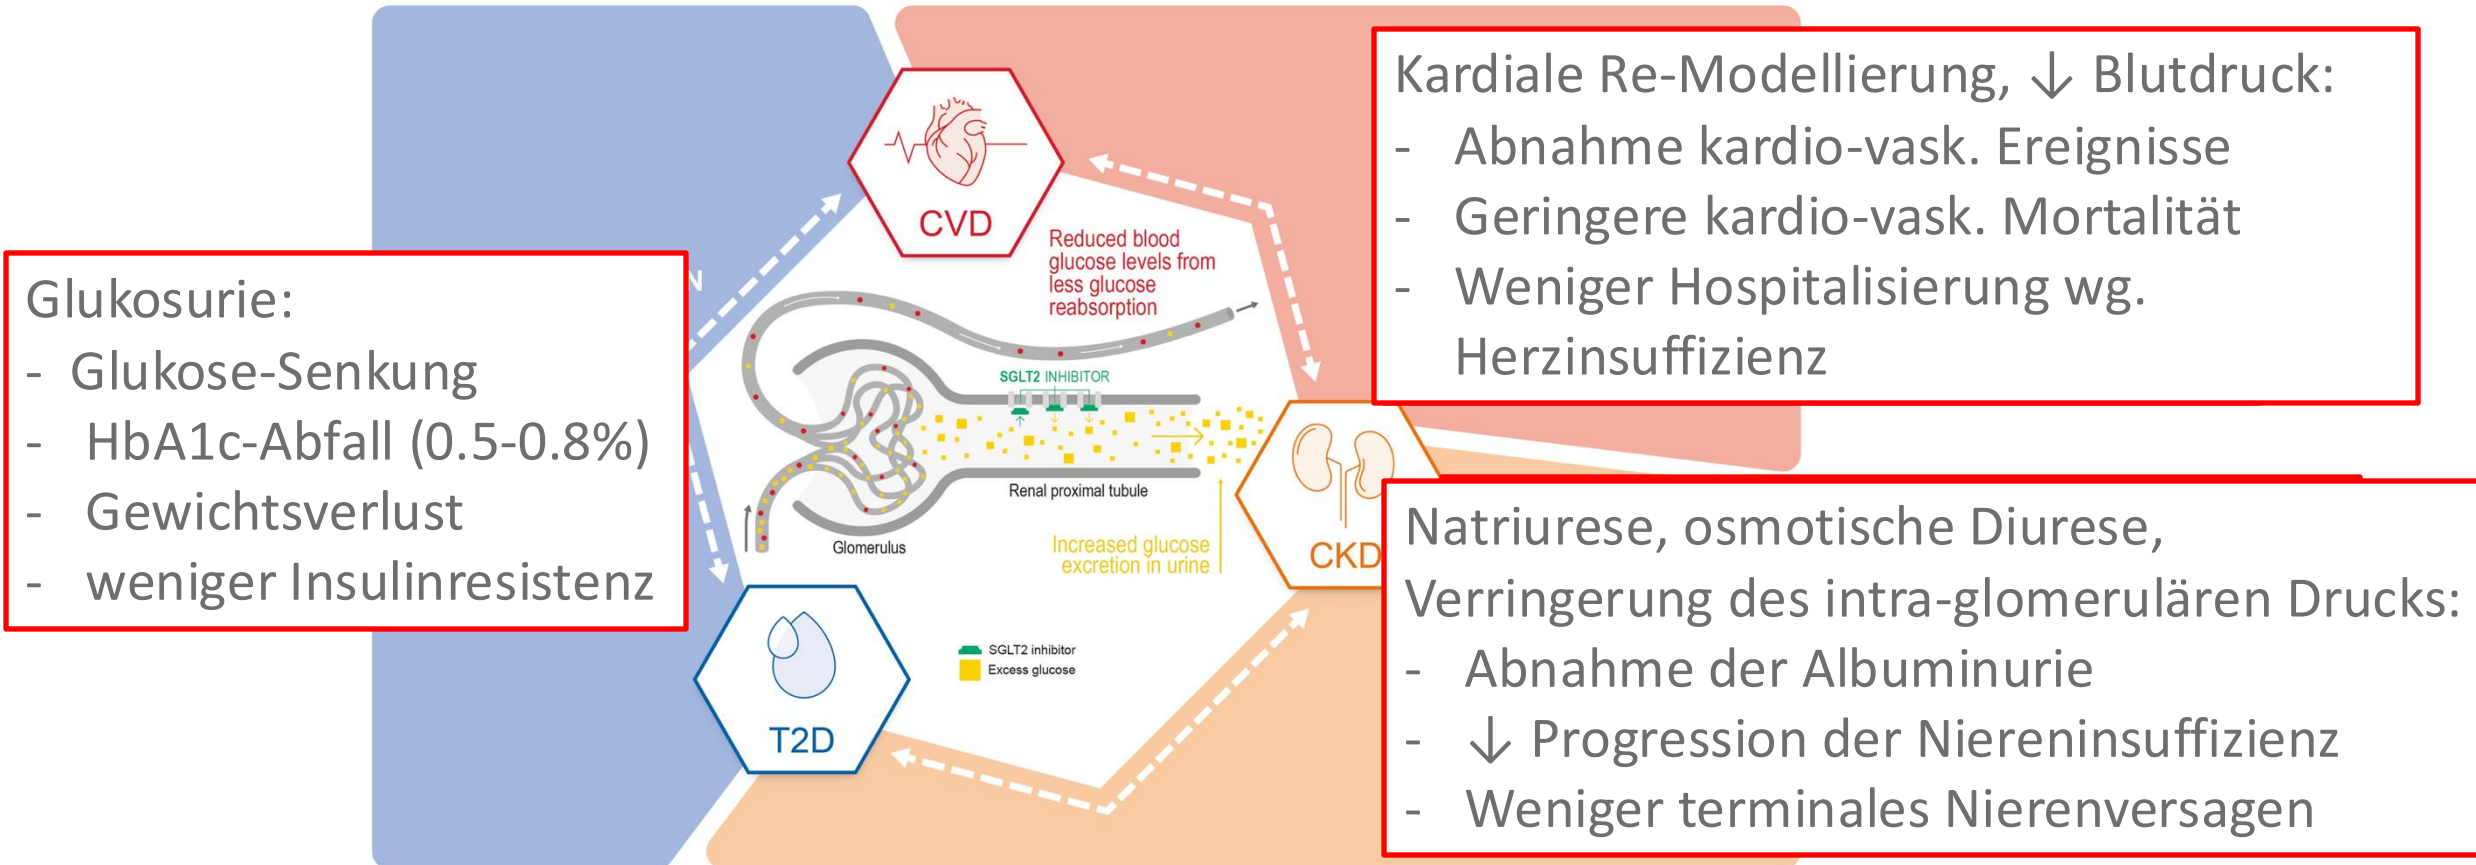 Kardiale Re-Modellierung, ↓ Blutdruck:
- Abnahme kardio-vask. Ereignisse
- Geringere kardio-vask. Mortalität
- Weniger Hospitalisierung wg.
Herzinsuffizienz
CVD
Reduced blood
glucose levels from
less glucose
reabsorption
Glukosurie:
- Glukose-Senkung
- HbA1c-Abfall (0.5-0.8%)
- Gewichtsverlust
- weniger Insulinresistenz
SGLT2 INHIBITOR
Renal proximal tubule
Glomerulus
Increased glucose
excretion in urine
CKD
Natriurese, osmotische Diurese,
Verringerung des intra-glomerulären Drucks:
- Abnahme der Albuminurie
- ↓ Progression der Niereninsuffizienz
- Weniger terminales Nierenversagen
T2D
SGLT2 inhibitor
Excess glucose